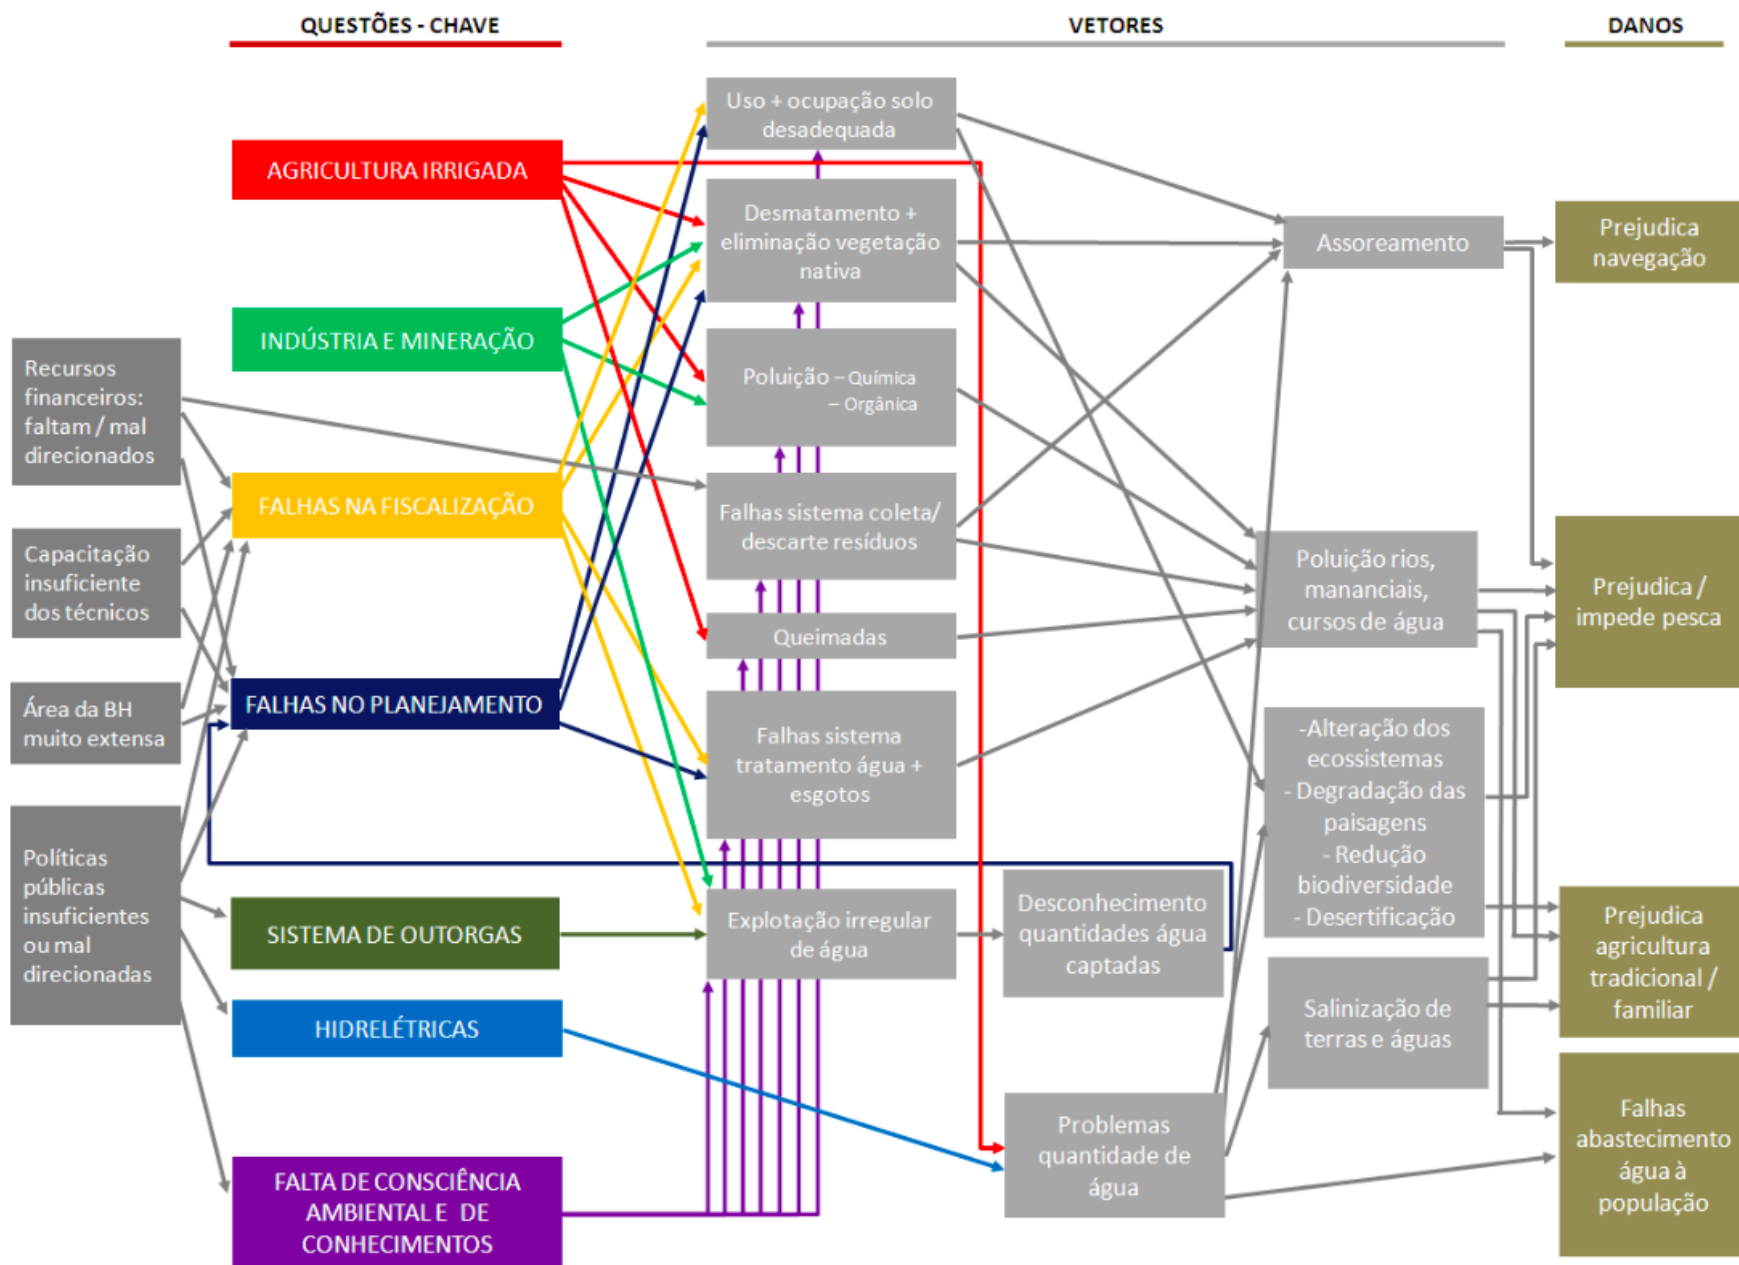 QUESTÕES - CHAVE
VETORES
DANOS
Recursos
financeiros:
faltam / mal
direcionados
Capacitação
insuficiente
dos técnicos
Área da BH
muito extensa
Políticas
públicas
insuficientes
ou mal
direcionadas
AGRICULTURA IRRIGADA
INDÚSTRIA E MINERAÇÃO
FALHAS NA FISCALIZAÇÃO
FALHAS NO PLANEJAMENTO
SISTEMA DE OUTORGAS
HIDRELÉTRICAS
FALTA DE CONSCIÊNCIA
AMBIENTAL E DE
CONHECIMENTOS
Uso + ocupação solo
desadequada
Desmatamento +
eliminação vegetação
nativa
Poluição – Química
– Orgânica
Falhas sistema coleta/
descarte resíduos
Queimadas
Falhas sistema
tratamento água +
esgotos
Explotação irregular
de água
Desconhecimento
quantidades água
captadas
Problemas
quantidade de
água
Assoreamento
Poluição rios,
mananciais,
cursos de água
-Alteração dos
ecossistemas
- Degradação das
paisagens
- Redução
biodiversidade
- Desertificação
Salinização de
terras e águas
Prejudica
navegação
Prejudica /
impede pesca
Prejudica
agricultura
tradicional /
familiar
Falhas
abastecimento
água à
população